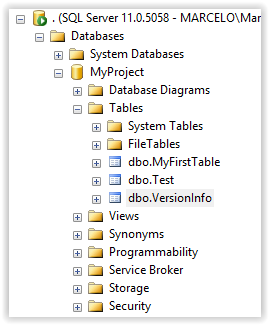 . (SQL Server 11.0.5058 - MARCELO\Mar
Databases
System Databases
MyProject
Database Diagrams
Tables
System Tables
FileTables
dbo.MyFirstTable
dbo.Test
dbo.VersionInfo
Views
Synonyms
Programmability
Service Broker
Storage
Security